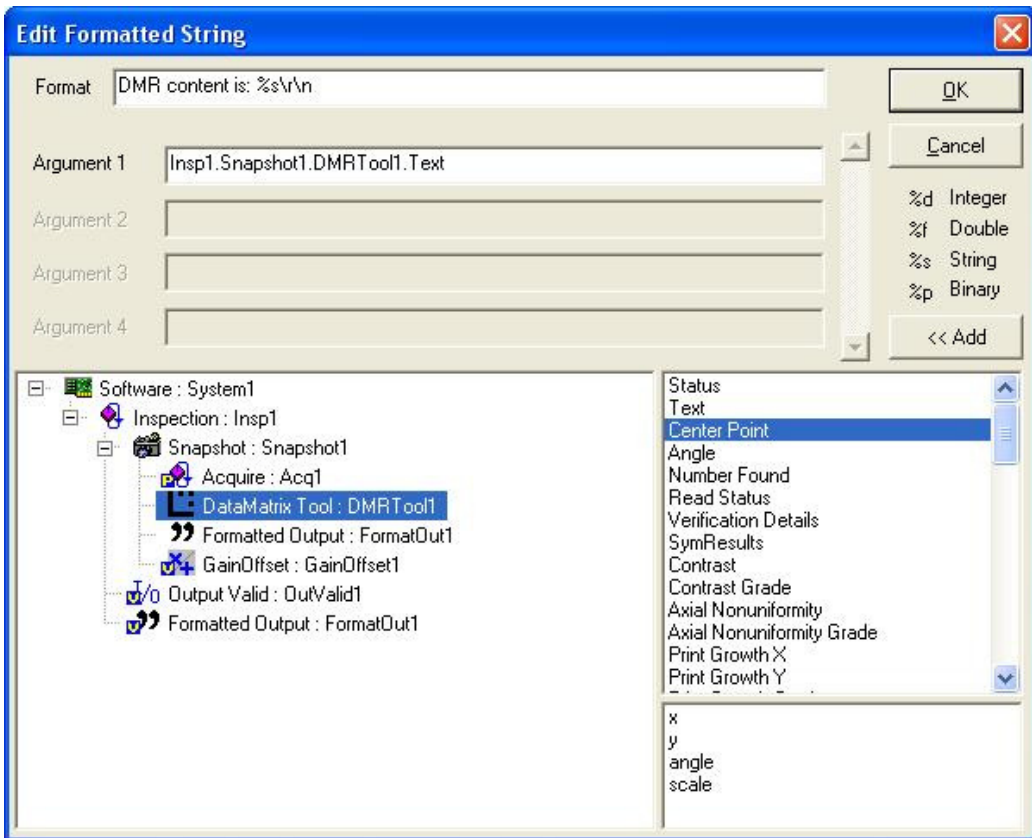 Edit Formatted String
Format DMR content is: %s\r\n
OK
Argument 1 Insp1.Snapshot1.DMRTool1.Text
Cancel
Argument 2
Argument 3
Argument 4
%d Integer
%f Double
%s String
%p Binary
<< Add
Software : System1
Inspection : Insp1
Snapshot : Snapshot1
Acquire : Acq1
DataMatrix Tool : DMRTool1
Formatted Output : FormatOut1
GainOffset : GainOffset1
Output Valid : OutValid1
Formatted Output : FormatOut1
Status
Text
Center Point
Angle
Number Found
Read Status
Verification Details
SymResults
Contrast
Contrast Grade
Axial Nonuniformity
Axial Nonuniformity Grade
Print Growth X
Print Growth Y
x
y
angle
scale